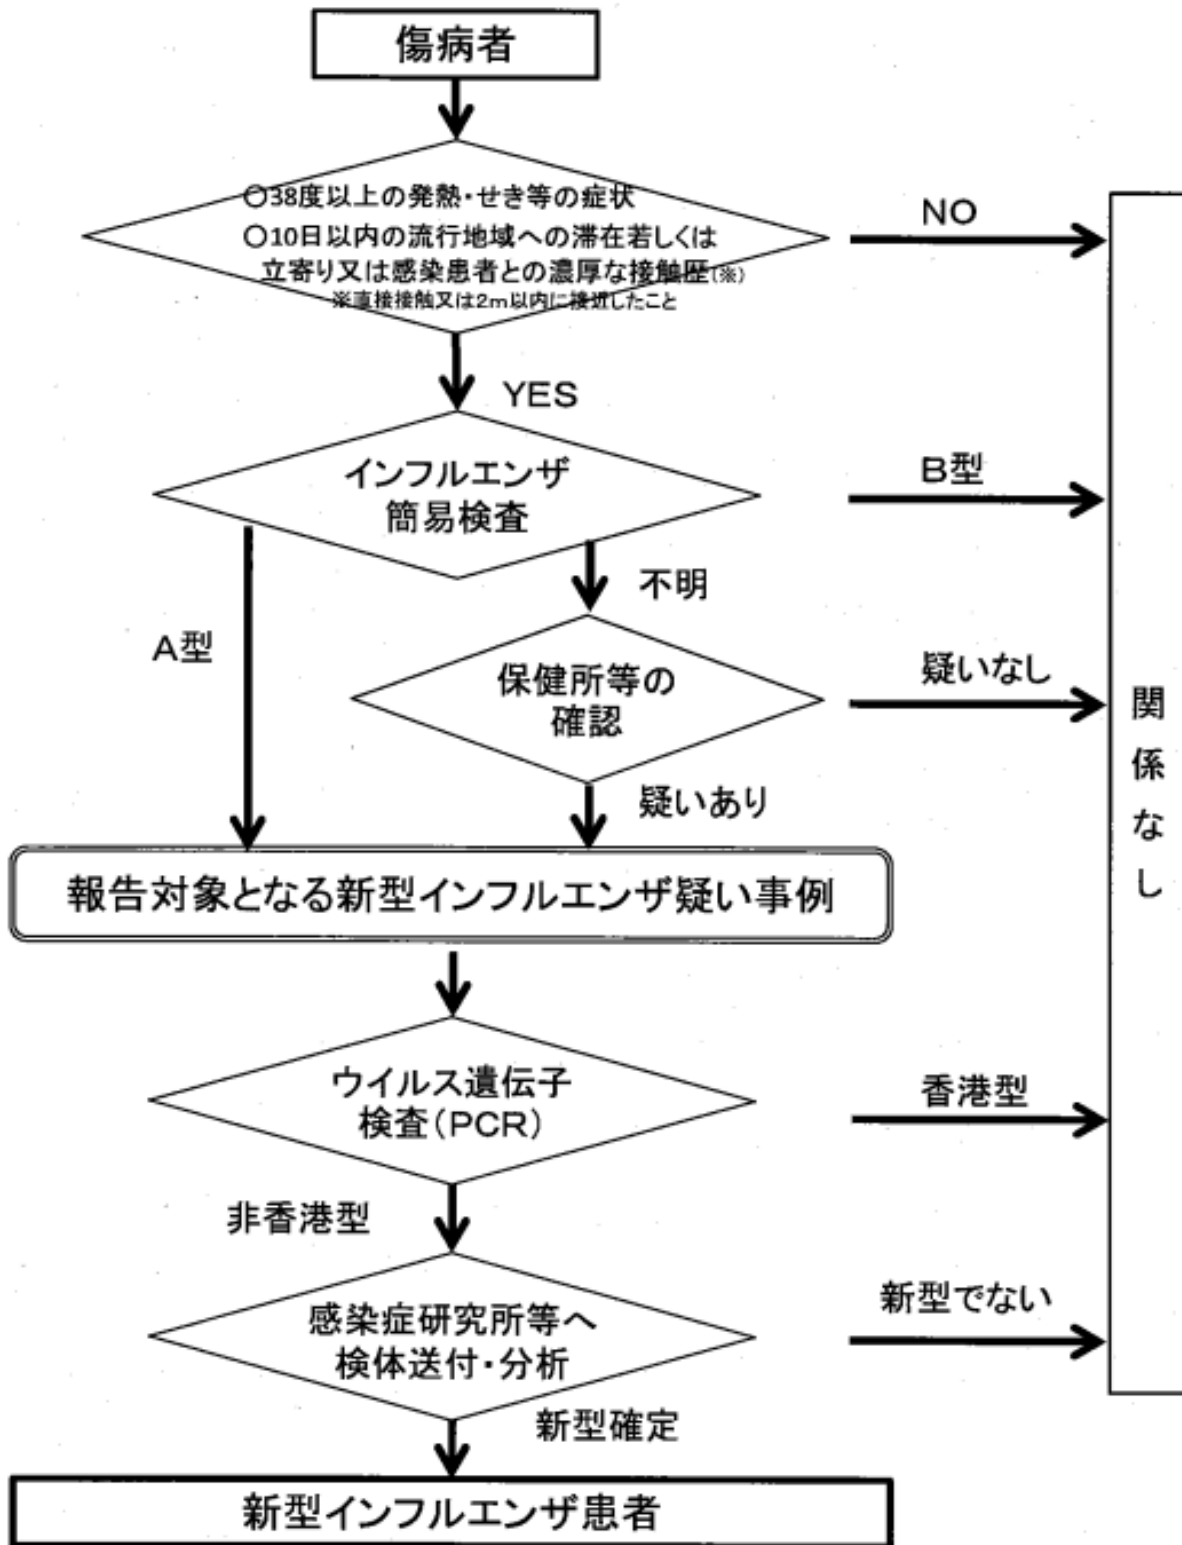 傷病者
○38度以上の発熱・せき等の症状
○10日以内の流行地域への滞在若しくは
立寄り又は感染患者との濃厚な接触歴(※)
※直接接触又は2m以内に接近したこと
NO
YES
インフルエンザ
簡易検査
B型
不明
A型
保健所等の
確認
疑いなし
疑いあり
関係なし
報告対象となる新型インフルエンザ疑い事例
ウイルス遺伝子
検査(PCR)
香港型
非香港型
感染症研究所等へ
検体送付・分析
新型でない
新型確定
新型インフルエンザ患者